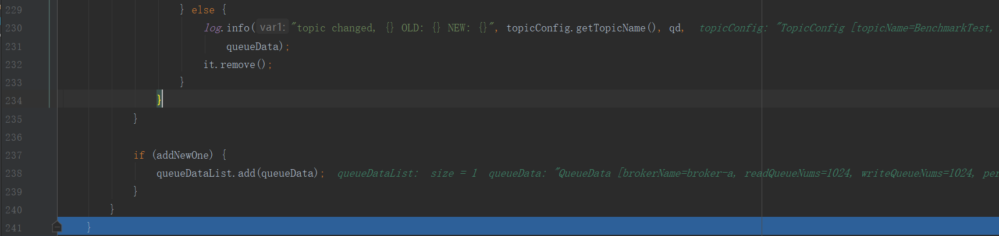 229 } else {
230 log.info( var1: "topic changed, {} OLD: {} NEW: {}", topicConfig.getTopicName(), qd, topicConfig: "TopicConfig [topicName=BenchmarkTest,
231 queueData);
232 it.remove();
233 }
234 }
235 }
236
237 if (addNewOne) {
238 queueDataList.add(queueData); queueDataList: size = 1 queueData: "QueueData [brokerName=broker-a, readQueueNums=1024, writeQueueNums=1024, per
239 }
240 }
241 }